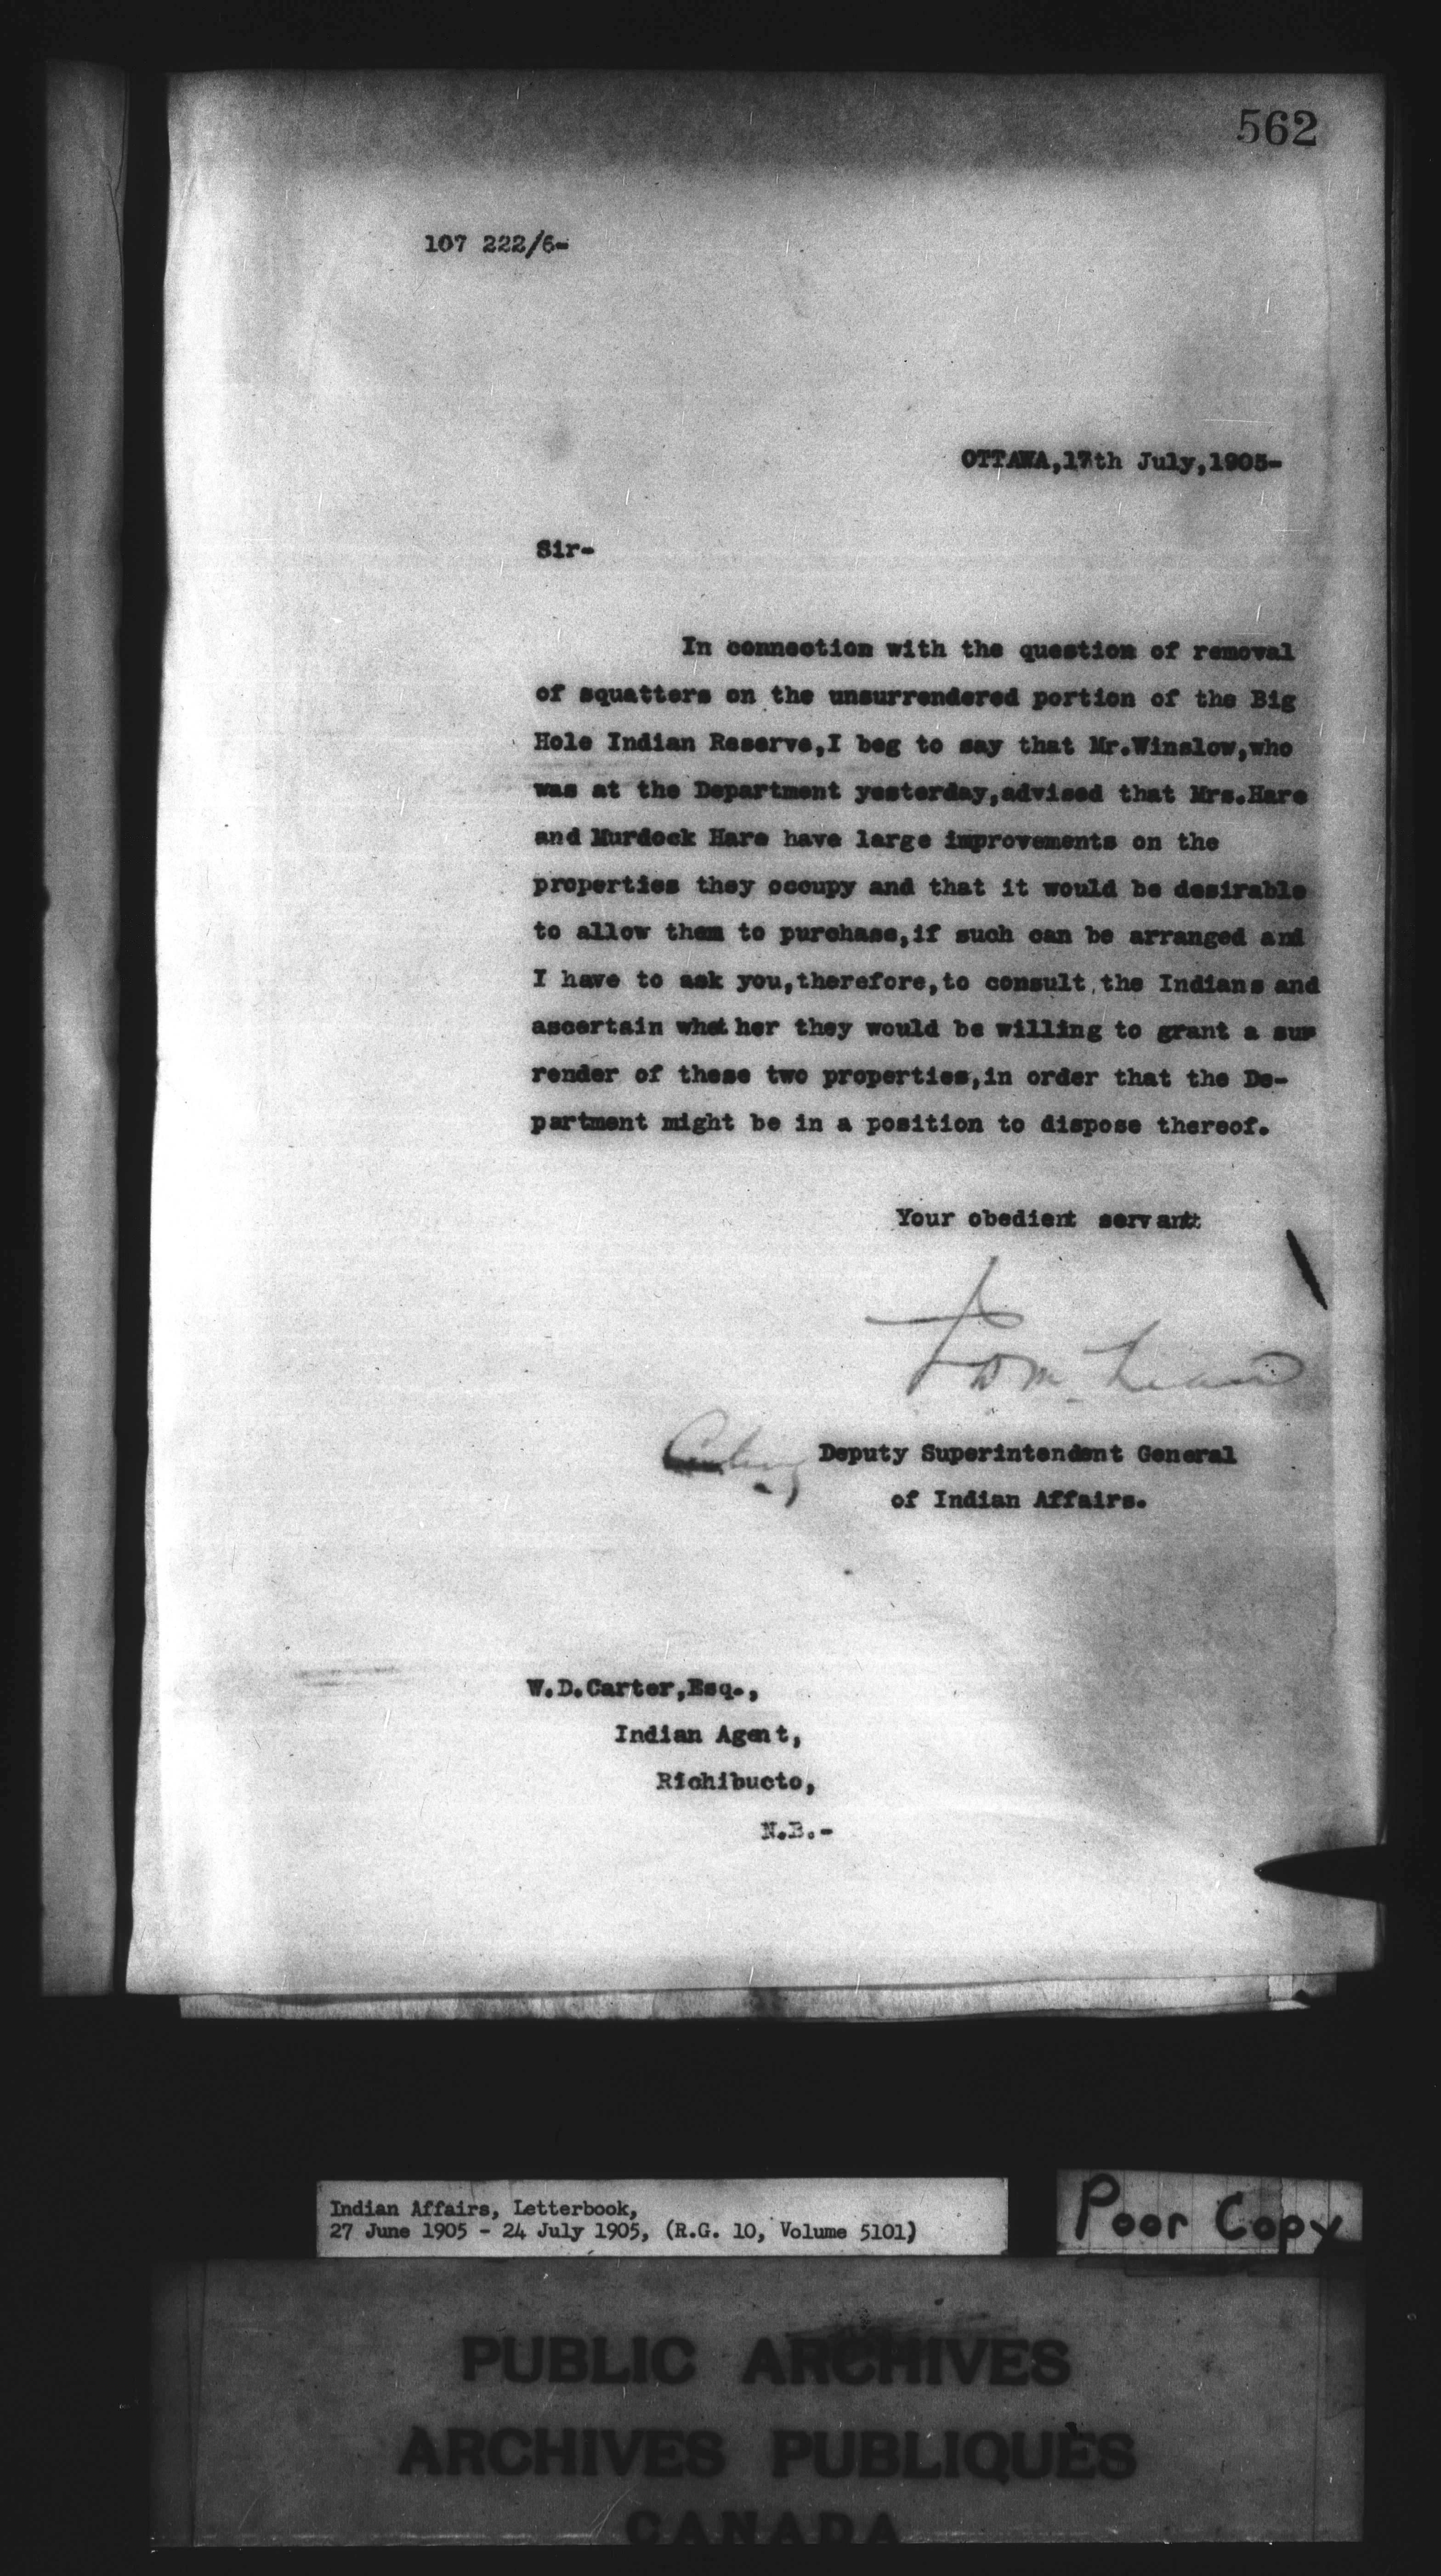 562
107 222/6-
OTTAWA,17th July,1905-
Sir-
In connection with the question of removal
of squatters on the unsurrendered portion of the Big
Hole Indian Reserve,I beg to say that Mr.Winslow,who
was at the Department yesterday,advised that Mrs.Hare
and Murdock Hare have large improvements on the
properties they occupy and that it would be desirable
to allow them to purchase,if such can be arranged and
I have to ask you,therefore,to consult the Indians and
ascertain whether they would be willing to grant a sur
render of these two properties,in order that the De-
partment might be in a position to dispose thereof.
Your obedient servant
Acting Deputy Superintendent General
of Indian Affairs.
W.D.Carter,Esq.,
Indian Agent,
Richibucto,
N.B.-
Indian Affairs, Letterbook,
27 June 1905 - 24 July 1905, (R.G. 10, Volume 5101)
Poor Copy
PUBLIC ARCHIVES
ARCHIVES PUBLIQUES
CANADA